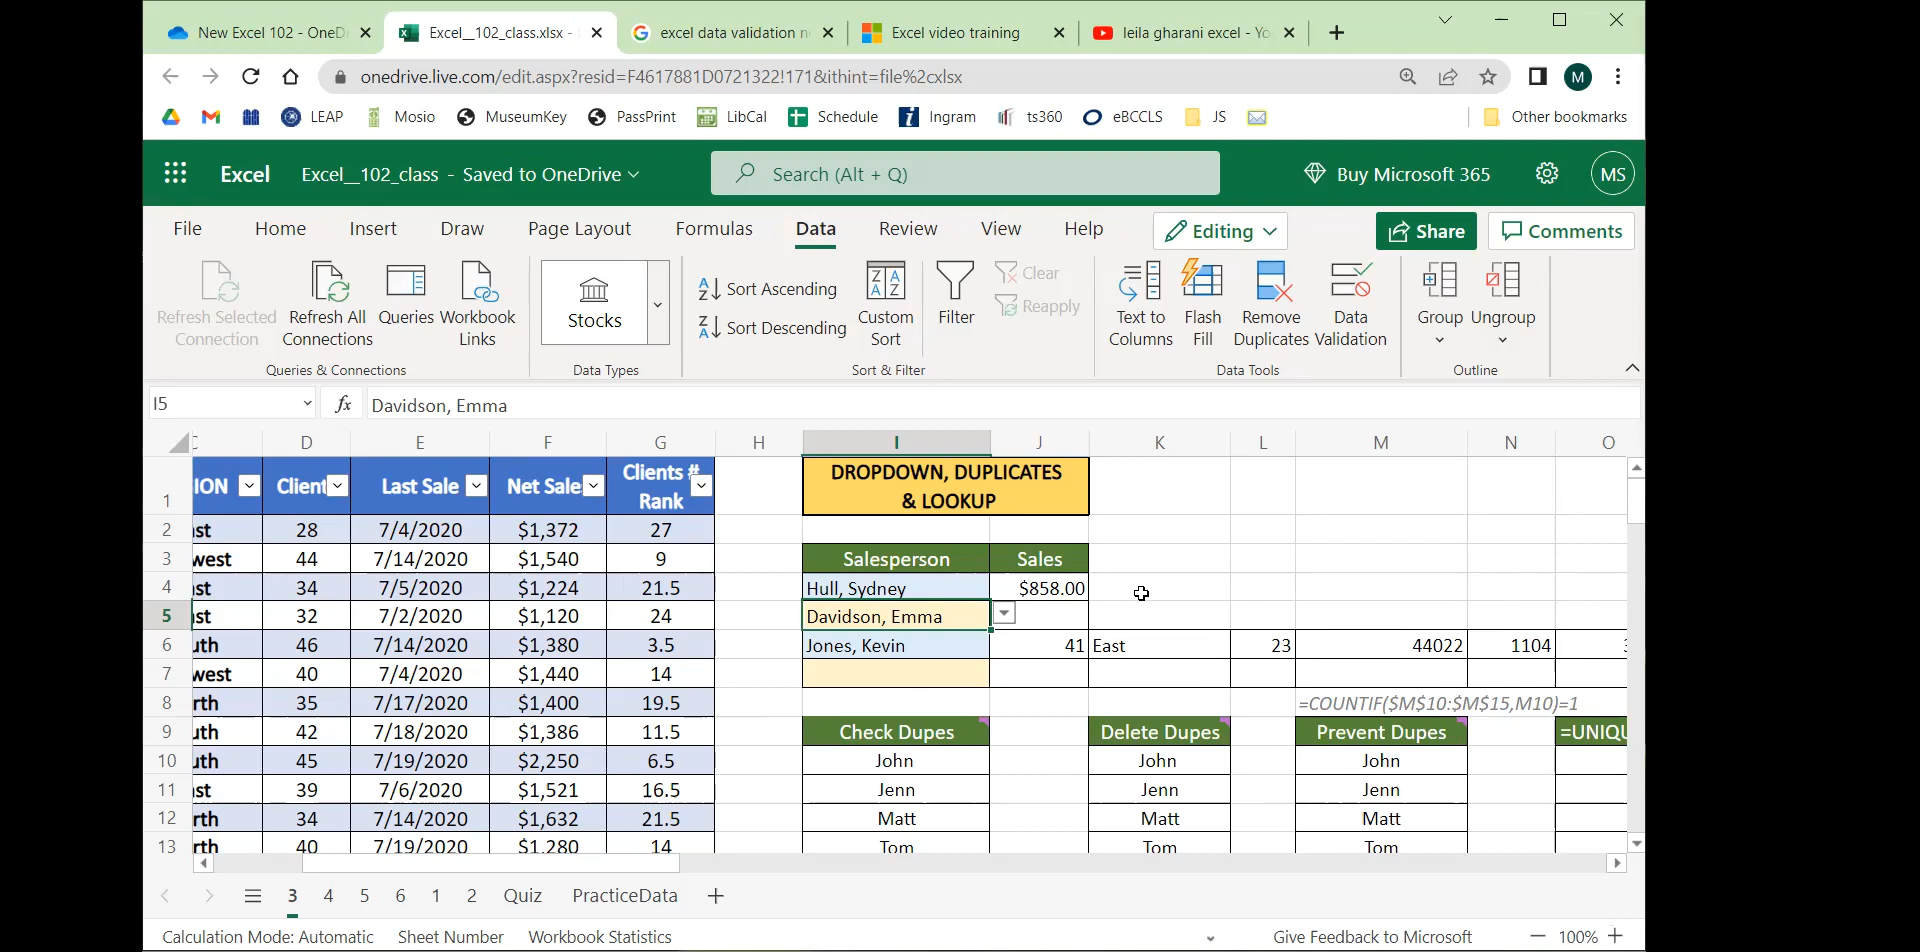 New Excel 102 - OneD
Excel__102_class.xlsx -
excel data validation n
Excel video training
leila gharani excel - Yo
onedrive.live.com/edit.aspx?resid=F4617881D0721322!171&ithint=file%2cxlsx
M
LEAP
Mosio
MuseumKey
PassPrint
LibCal
Schedule
Ingram
ts360
eBCCLS
JS
Other bookmarks
Excel
Excel__102_class - Saved to OneDrive
Search (Alt + Q)
Buy Microsoft 365
MS
File Home Insert Draw Page Layout Formulas Data Review View Help
Editing
Share
Comments
Refresh Selected
Connection
Refresh All
Connections
Queries
Workbook
Links
Queries & Connections
Stocks
Data Types
Sort Ascending
Sort Descending
Custom
Sort
Filter
Clear
Reapply
Sort & Filter
Text to
Columns
Flash
Fill
Remove
Duplicates
Data
Validation
Data Tools
Group
Ungroup
Outline
I5
fx
Davidson, Emma
C D E F G H I J K L M N O
1 ION Client Last Sale Net Sale Clients #
Rank
DROPDOWN, DUPLICATES
& LOOKUP
2 ast 28 7/4/2020 $1,372 27
3 west 44 7/14/2020 $1,540 9 Salesperson Sales
4 ast 34 7/5/2020 $1,224 21.5 Hull, Sydney $858.00
5 ast 32 7/2/2020 $1,120 24 Davidson, Emma
6 uth 46 7/14/2020 $1,380 3.5 Jones, Kevin 41 East 23 44022 1104
7 west 40 7/4/2020 $1,440 14
8 rth 35 7/17/2020 $1,400 19.5 =COUNTIF($M$10:$M$15,M10)=1
9 uth 42 7/18/2020 $1,386 11.5 Check Dupes Delete Dupes Prevent Dupes =UNIQU
10 uth 45 7/19/2020 $2,250 6.5 John John John
11 ast 39 7/6/2020 $1,521 16.5 Jenn Jenn Jenn
12 rth 34 7/14/2020 $1,632 21.5 Matt Matt Matt
13 rth 40 7/19/2020 $1,280 14 Tom Tom Tom
3 4 5 6 1 2 Quiz PracticeData
Calculation Mode: Automatic Sheet Number Workbook Statistics
Give Feedback to Microsoft
100%